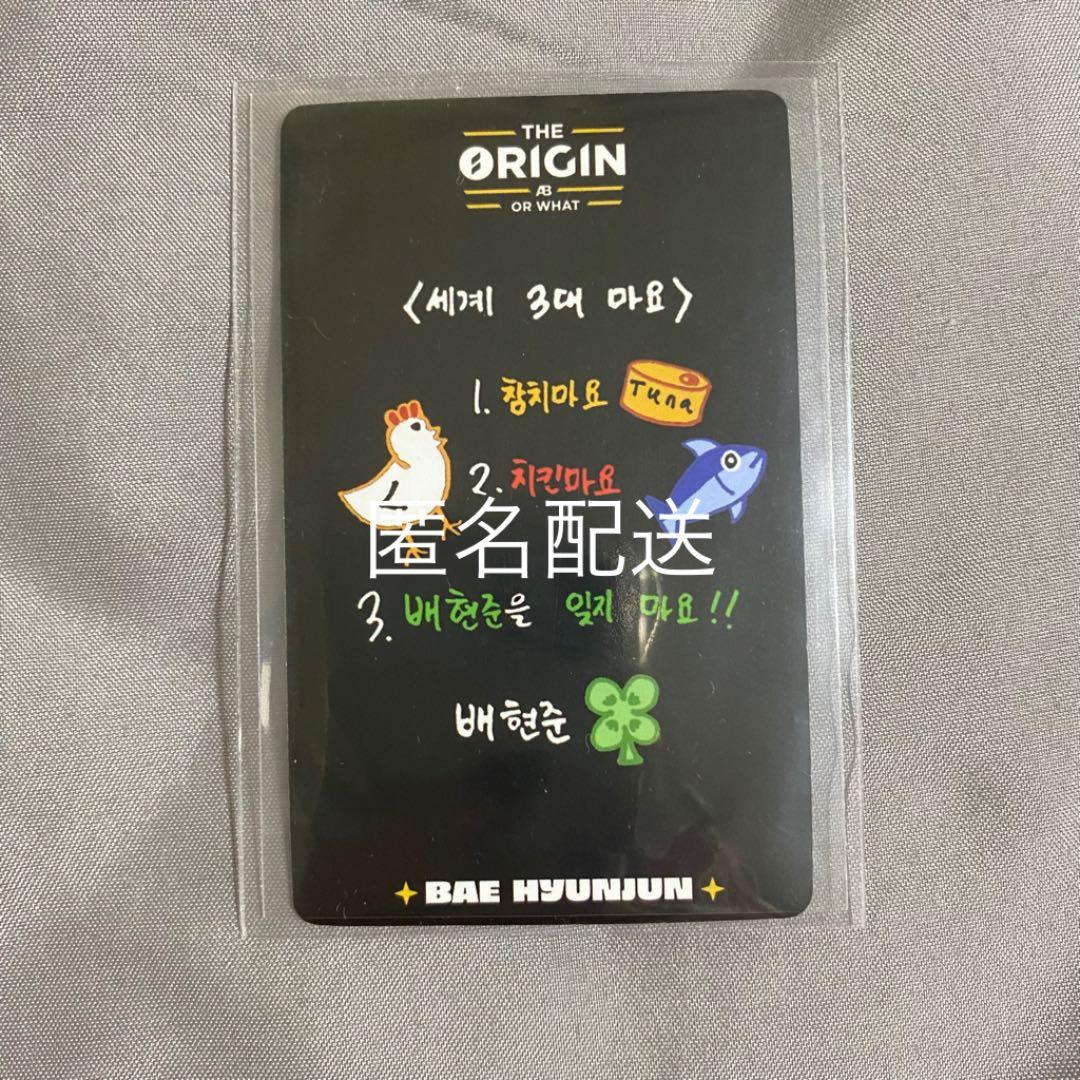 THE
ORIGIN
AB
OR WHAT
<세계 3대 마요>
1. 참치마요
Tuna
2. 치킨마요
匿名配送
3. 배현준을 잊지 마요!!
배현준
BAE HYUNJUN